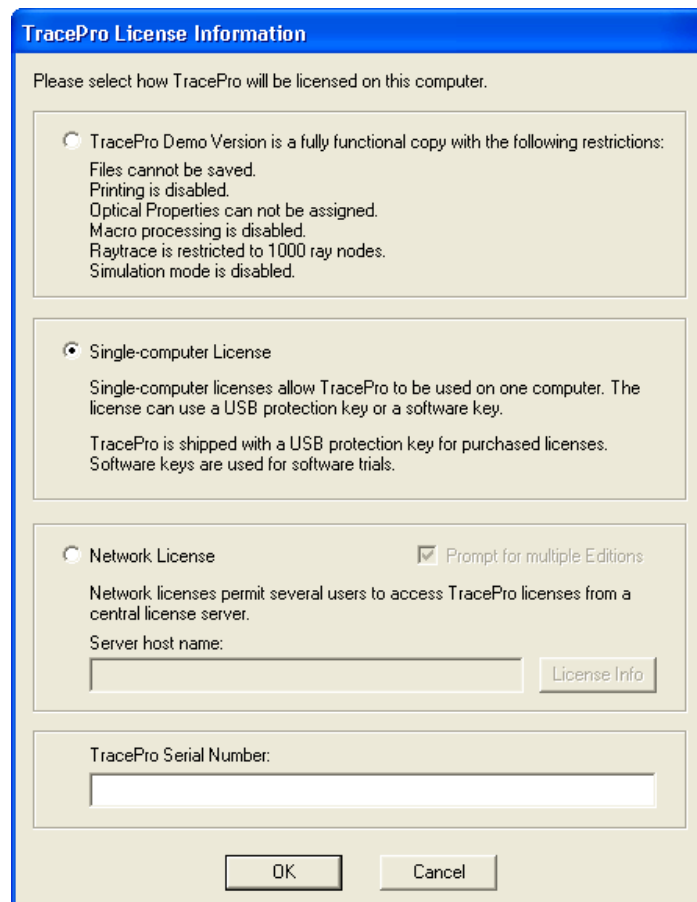 TracePro License Information
Please select how TracePro will be licensed on this computer.
TracePro Demo Version is a fully functional copy with the following restrictions:
Files cannot be saved.
Printing is disabled.
Optical Properties can not be assigned.
Macro processing is disabled.
Raytrace is restricted to 1000 ray nodes.
Simulation mode is disabled.
Single-computer License
Single-computer licenses allow TracePro to be used on one computer. The
license can use a USB protection key or a software key.
TracePro is shipped with a USB protection key for purchased licenses.
Software keys are used for software trials.
Network License
Prompt for multiple Editions
Network licenses permit several users to access TracePro licenses from a
central license server.
Server host name:
License Info
TracePro Serial Number:
OK
Cancel